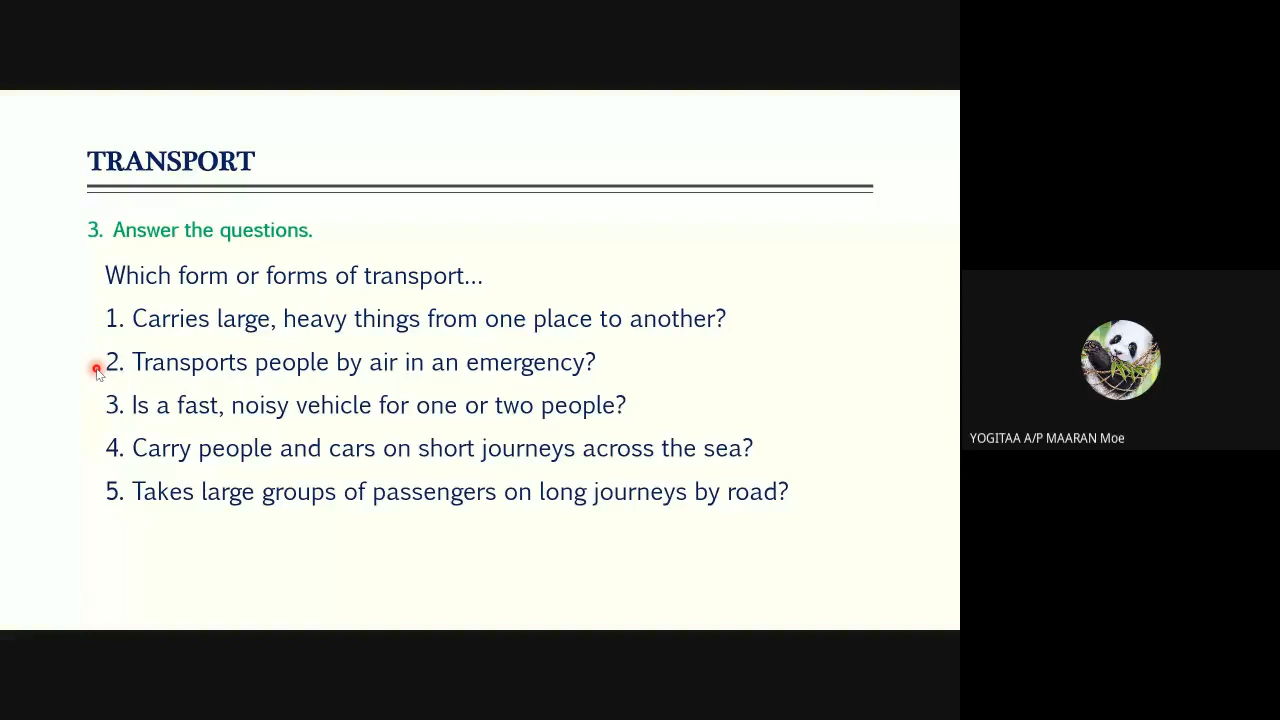 TRANSPORT
3. Answer the questions.
Which form or forms of transport...
1. Carries large, heavy things from one place to another?
2. Transports people by air in an emergency?
3. Is a fast, noisy vehicle for one or two people?
4. Carry people and cars on short journeys across the sea?
5. Takes large groups of passengers on long journeys by road?
YOGITAA A/P MAARAN Moe